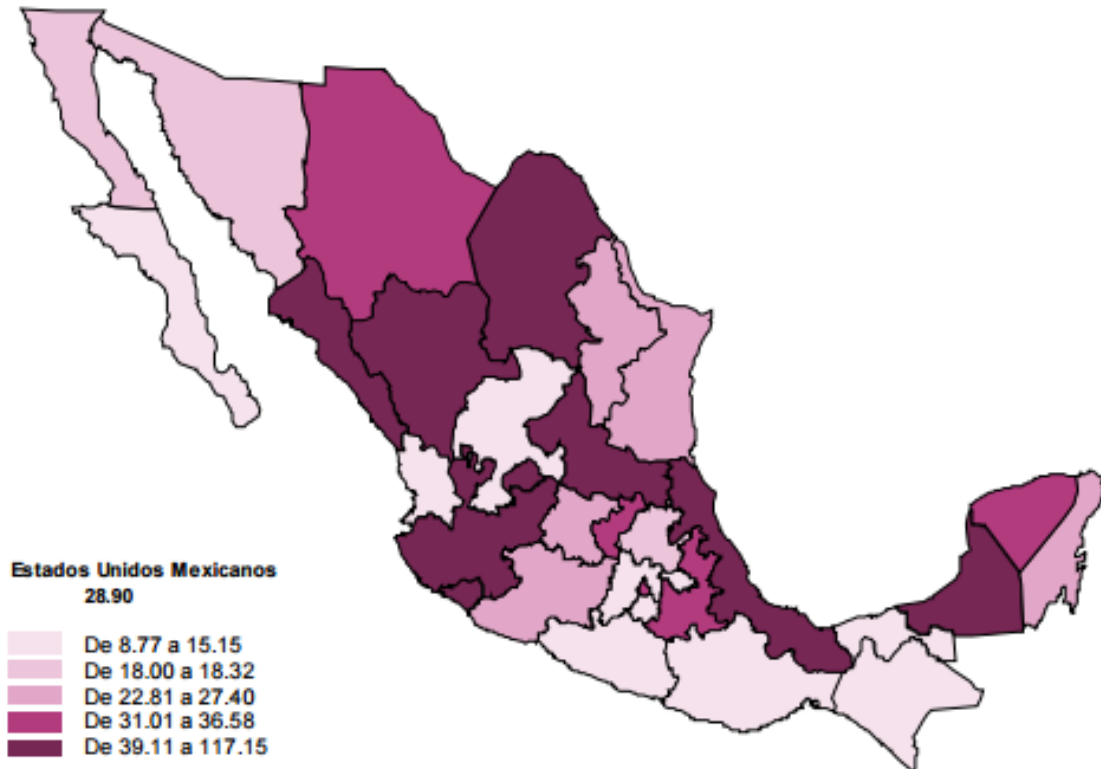 Estados Unidos Mexicanos
28.90
De 8.77 a 15.15
De 18.00 a 18.32
De 22.81 a 27.40
De 31.01 a 36.58
De 39.11 a 117.15